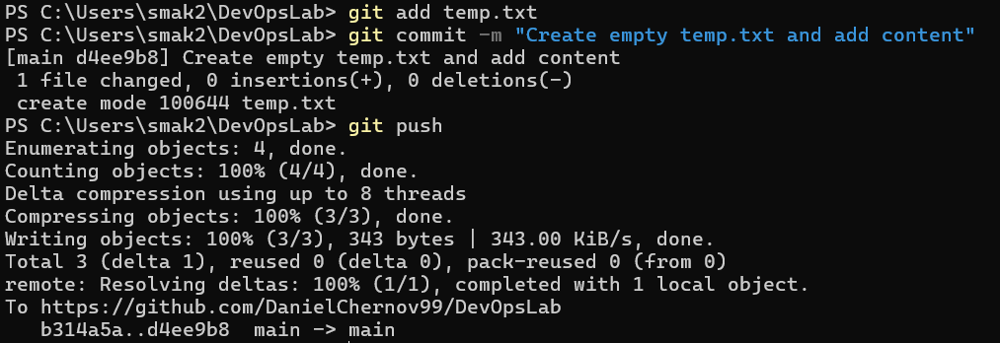 PS C:\Users\smak2\DevOpsLab> git add temp.txt
PS C:\Users\smak2\DevOpsLab> git commit -m "Create empty temp.txt and add content"
[main d4ee9b8] Create empty temp.txt and add content
 1 file changed, 0 insertions(+), 0 deletions(-)
 create mode 100644 temp.txt
PS C:\Users\smak2\DevOpsLab> git push
Enumerating objects: 4, done.
Counting objects: 100% (4/4), done.
Delta compression using up to 8 threads
Compressing objects: 100% (3/3), done.
Writing objects: 100% (3/3), 343 bytes | 343.00 KiB/s, done.
Total 3 (delta 1), reused 0 (delta 0), pack-reused 0 (from 0)
remote: Resolving deltas: 100% (1/1), completed with 1 local object.
To https://github.com/DanielChernov99/DevOpsLab
   b314a5a..d4ee9b8  main -> main